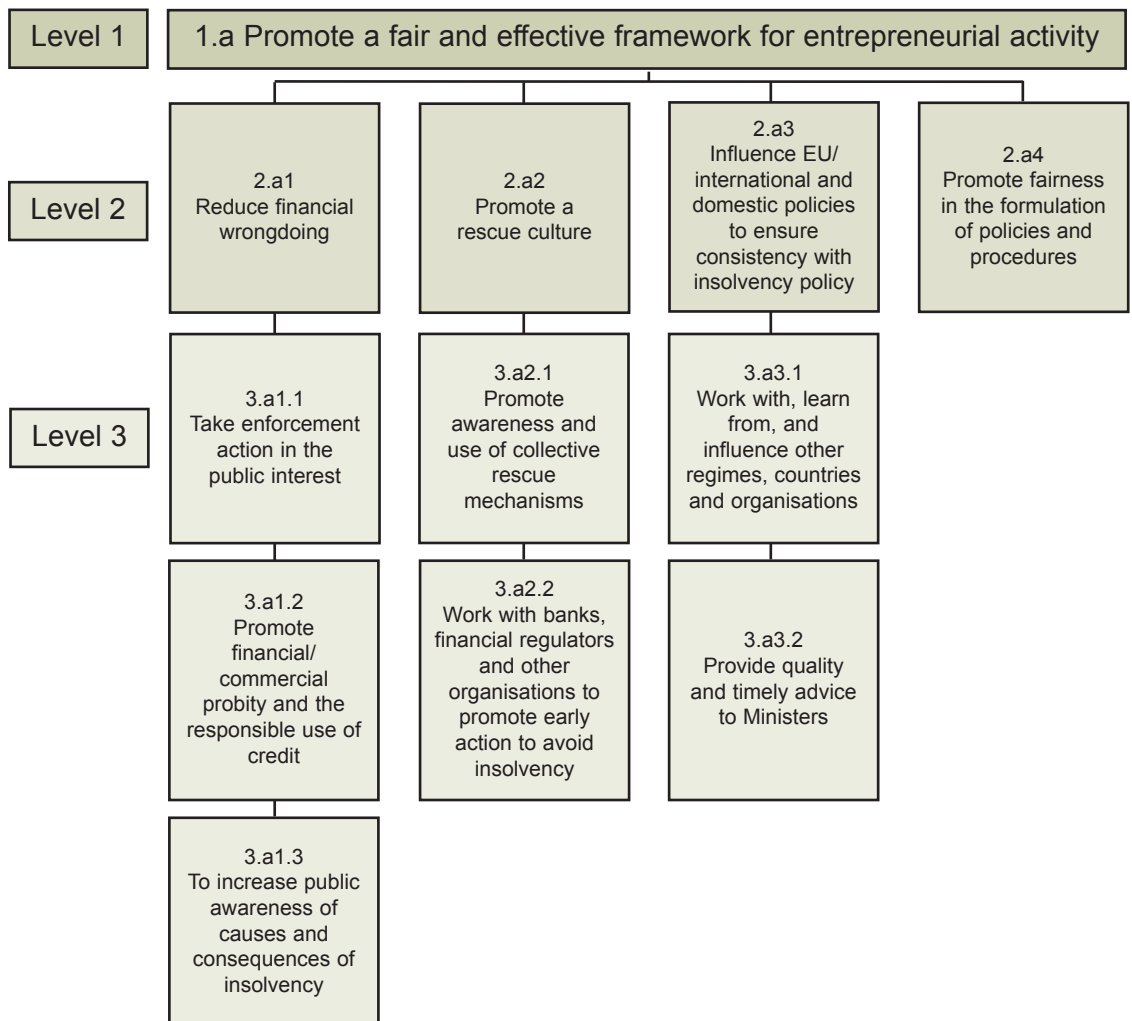 Level 1
1.a Promote a fair and effective framework for entrepreneurial activity
Level 2
2.a1
Reduce financial
wrongdoing
2.a2
Promote a
rescue culture
2.a3
Influence EU/
international and
domestic policies
to ensure
consistency with
insolvency policy
2.a4
Promote fairness
in the formulation
of policies and
procedures
Level 3
3.a1.1
Take enforcement
action in the
public interest
3.a2.1
Promote
awareness and
use of collective
rescue
mechanisms
3.a3.1
Work with, learn
from, and
influence other
regimes, countries
and organisations
3.a1.2
Promote
financial/
commercial
probity and the
responsible use of
credit
3.a2.2
Work with banks,
financial regulators
and other
organisations to
promote early
action to avoid
insolvency
3.a3.2
Provide quality
and timely advice
to Ministers
3.a1.3
To increase public
awareness of
causes and
consequences of
insolvency